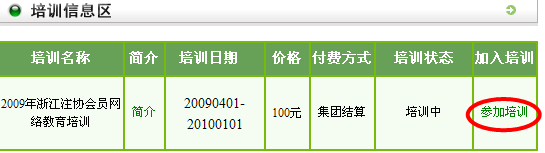 培训信息区
培训名称 简介 培训日期 价格 付费方式 培训状态 加入培训
2009年浙江注协会员网
络教育培训
简介
20090401-
20100101
100元
集团结算
培训中
参加培训